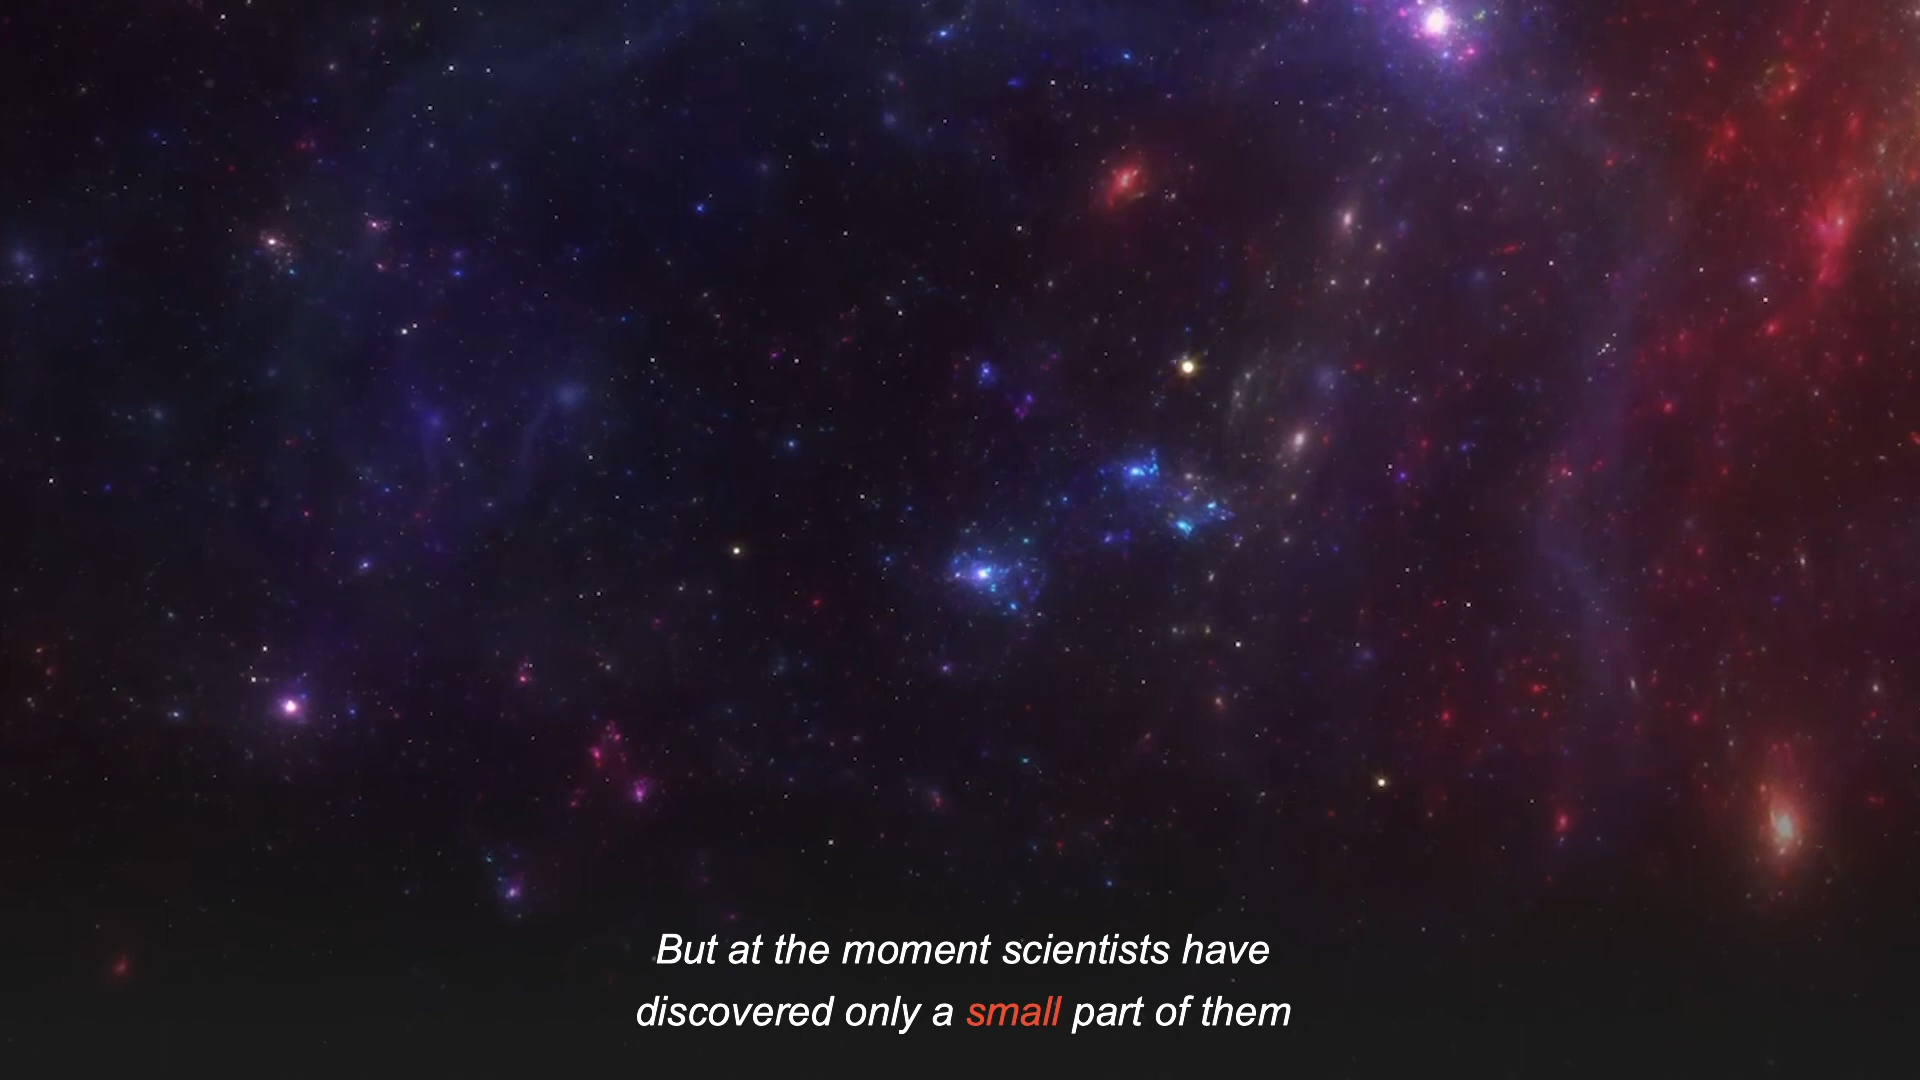 But at the moment scientists have
discovered only a small part of them